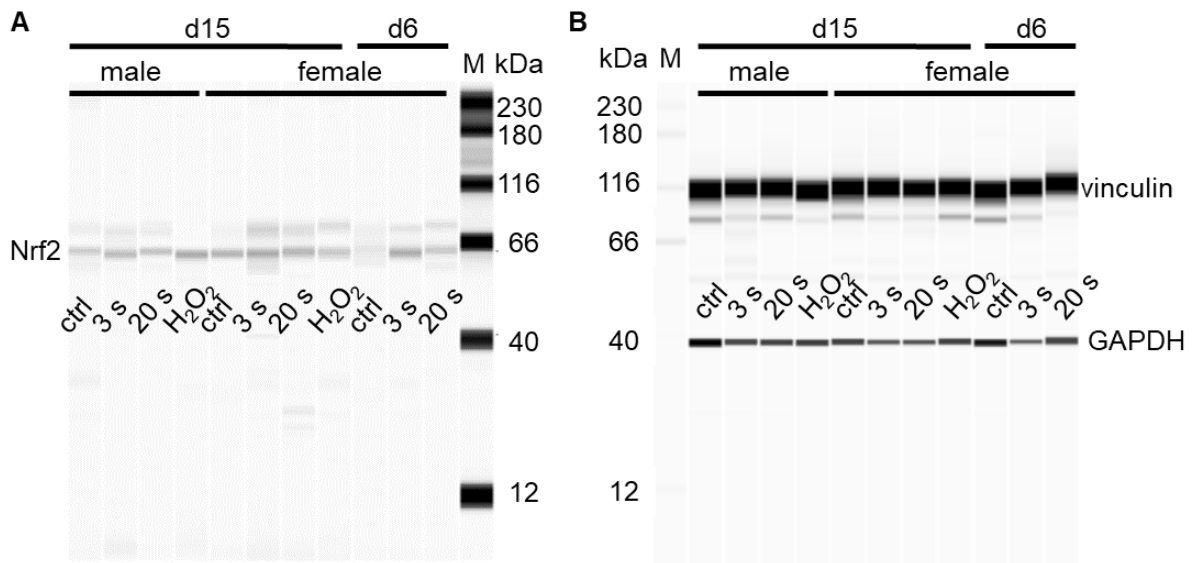 A
d15
d6
male
female
M kDa
230
180
116
66
40
12
Nrf2
ctrl
3 s
20 s
H₂O₂
ctrl
3 s
20 s
H₂O₂
ctrl
3 s
20 s
B
d15
d6
kDa M
male
female
230
180
116
66
40
12
vinculin
ctrl
3 s
20 s
H₂O₂
ctrl
3 s
20 s
H₂O₂
ctrl
3 s
20 s
GAPDH